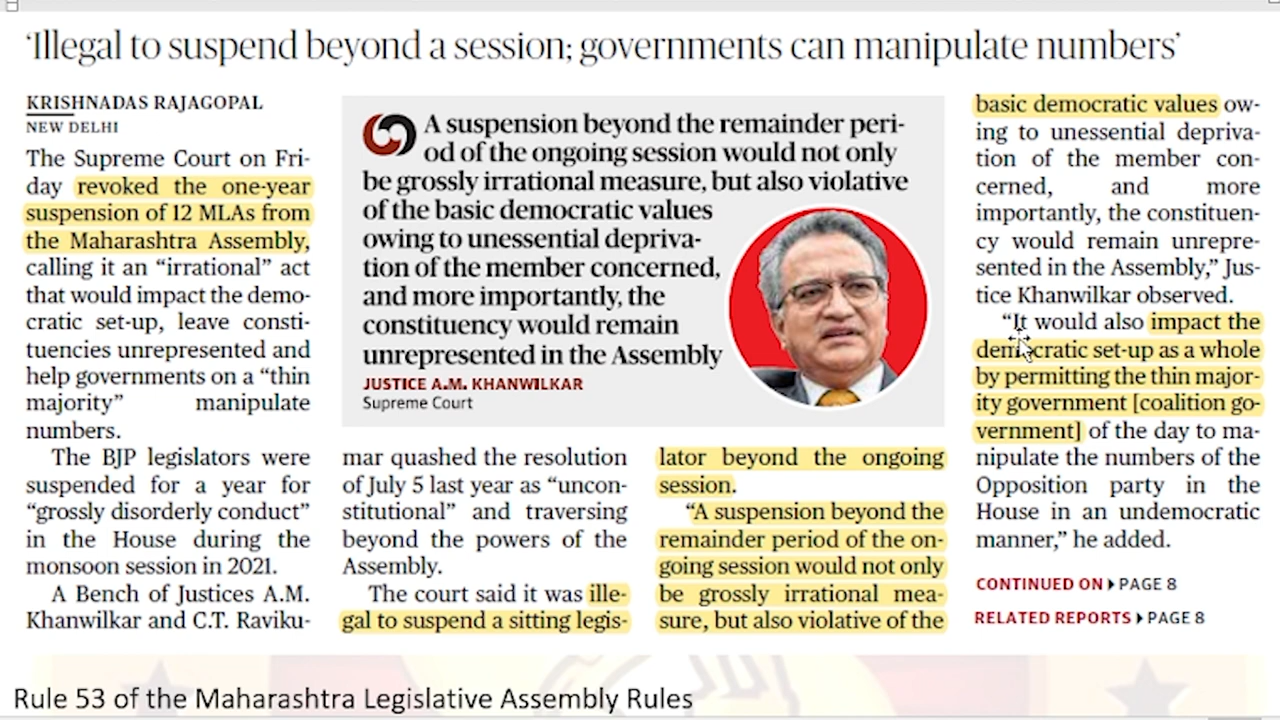 'Illegal to suspend beyond a session; governments can manipulate numbers'
KRISHNADAS RAJAGOPAL
NEW DELHI
The Supreme Court on Fri-
day revoked the one-year
suspension of 12 MLAs from
the Maharashtra Assembly,
calling it an “irrational” act
that would impact the demo-
cratic set-up, leave consti-
tuencies unrepresented and
help governments on a “thin
majority” manipulate
numbers.
The BJP legislators were
suspended for a year for
“grossly disorderly conduct”
in the House during the
monsoon session in 2021.
A Bench of Justices A.M.
Khanwilkar and C.T. Raviku-
A suspension beyond the remainder peri-
od of the ongoing session would not only
be grossly irrational measure, but also violative
of the basic democratic values
owing to unessential depriva-
tion of the member concerned,
and more importantly, the
constituency would remain
unrepresented in the Assembly
JUSTICE A.M. KHANWILKAR
Supreme Court
mar quashed the resolution
of July 5 last year as “uncon-
stitutional” and traversing
beyond the powers of the
Assembly.
The court said it was ille-
gal to suspend a sitting legis-
lator beyond the ongoing
session.
“A suspension beyond the
remainder period of the on-
going session would not only
be grossly irrational mea-
sure, but also violative of the
basic democratic values ow-
ing to unessential depriva-
tion of the member con-
cerned, and more
importantly, the constituen-
cy would remain unrepre-
sented in the Assembly,” Jus-
tice Khanwilkar observed.
“It would also impact the
democratic set-up as a whole
by permitting the thin major-
ity government [coalition go-
vernment] of the day to ma-
nipulate the numbers of the
Opposition party in the
House in an undemocratic
manner,” he added.
CONTINUED ON PAGE 8
RELATED REPORTS PAGE 8
Rule 53 of the Maharashtra Legislative Assembly Rules